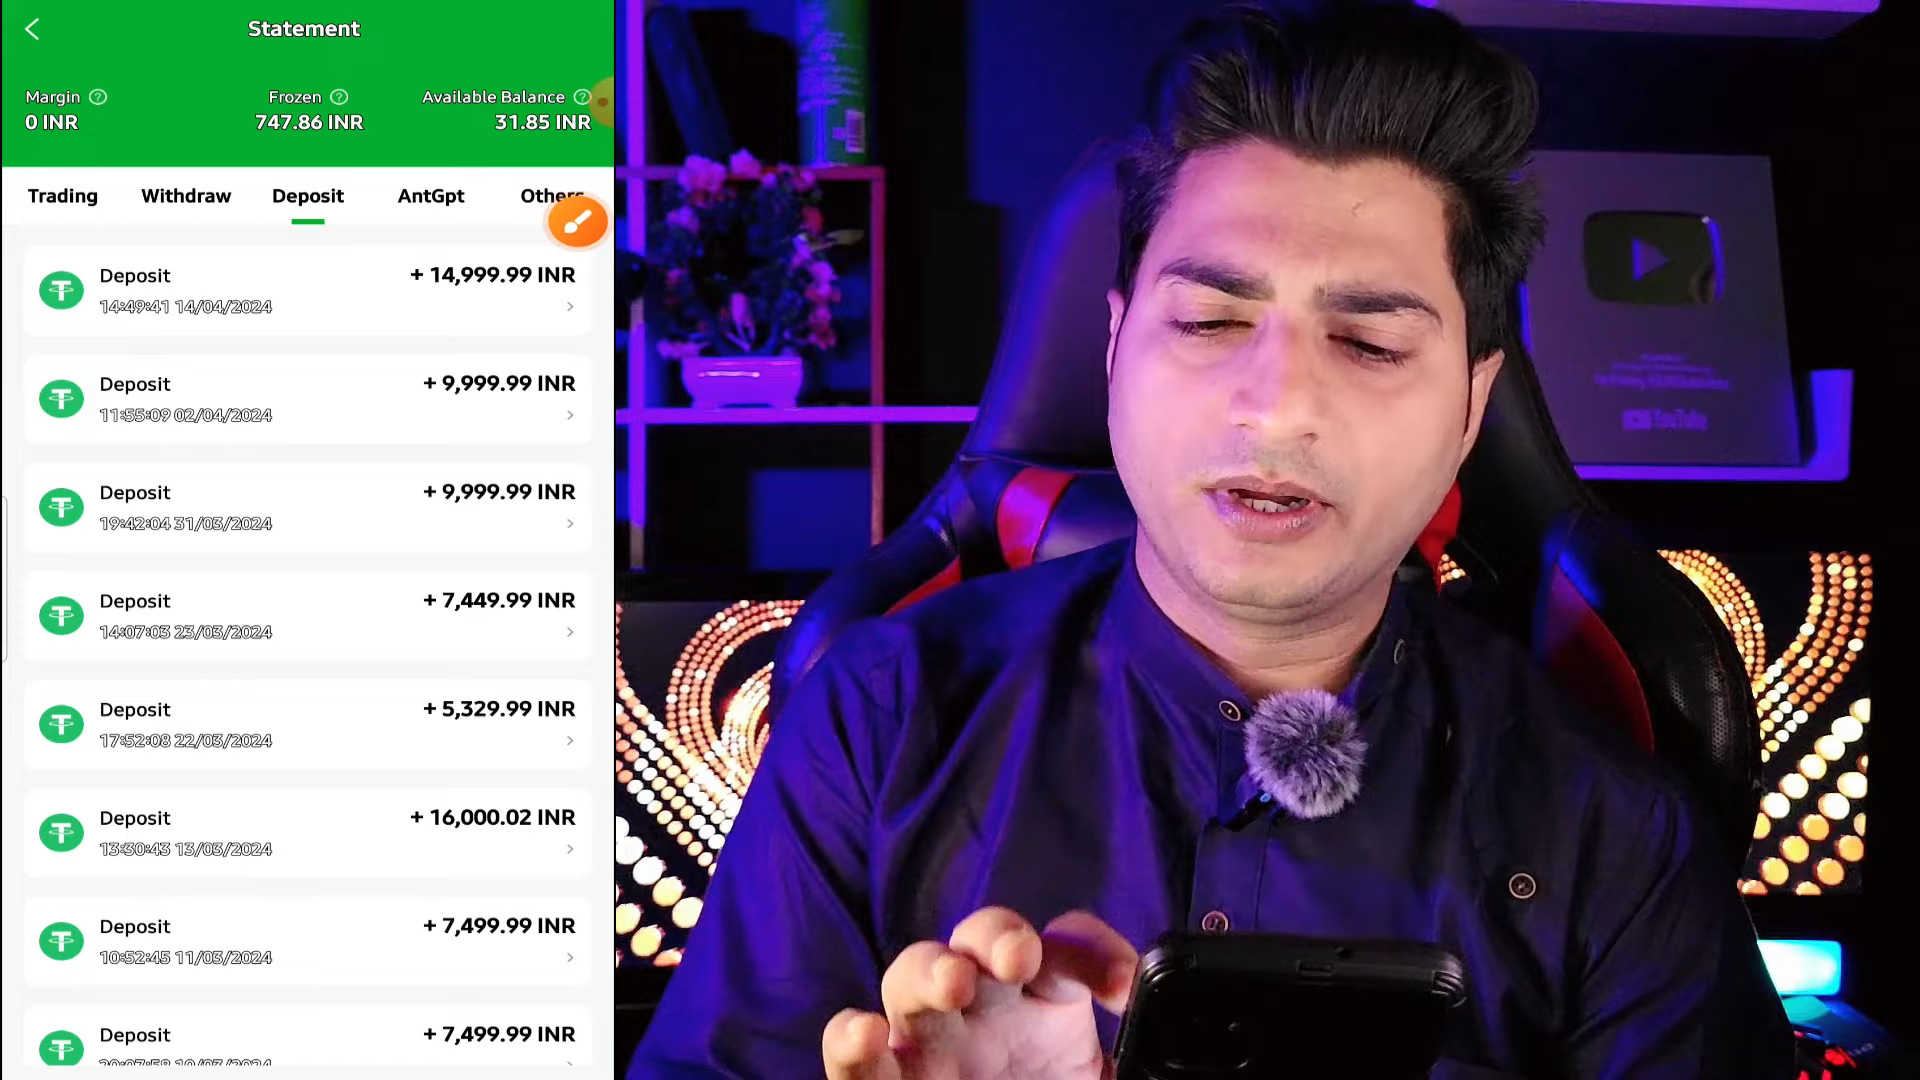 Statement
Margin
Frozen
Available Balance
0 INR
747.86 INR
31.85 INR
Trading
Withdraw
Deposit
AntGpt
Others
Deposit
+ 14,999.99 INR
14:49:41 14/04/2024
Deposit
+ 9,999.99 INR
11:55:09 02/04/2024
Deposit
+ 9,999.99 INR
19:42:04 31/03/2024
Deposit
+ 7,449.99 INR
14:07:03 23/03/2024
Deposit
+ 5,329.99 INR
17:52:08 22/03/2024
Deposit
+ 16,000.02 INR
13:30:43 13/03/2024
Deposit
+ 7,499.99 INR
10:52:45 11/03/2024
Deposit
+ 7,499.99 INR
YouTube